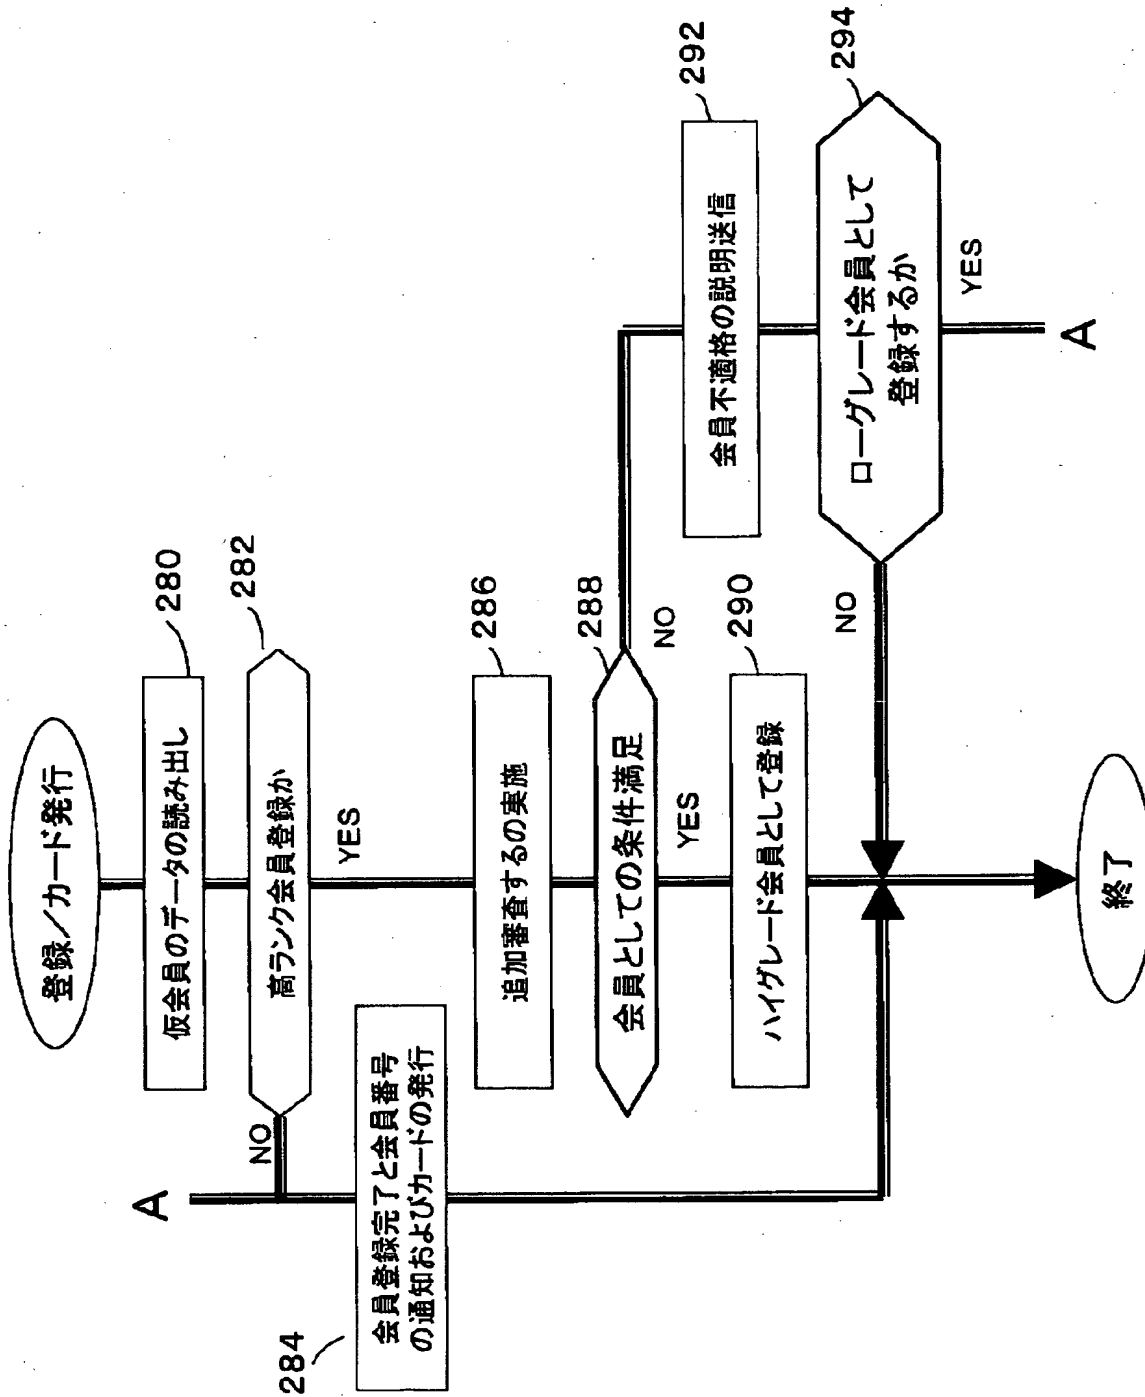 登録／カード発行
仮会員のデータの読み出し
280
高ランク会員登録か
282
NO
YES
A
会員登録完了と会員番号
の通知およびカードの発行
284
追加審査するの実施
286
会員としての条件満足
288
NO
YES
ハイグレード会員として登録
290
会員不適格の説明送信
292
ローグレード会員として
登録するか
294
NO
YES
A
終了